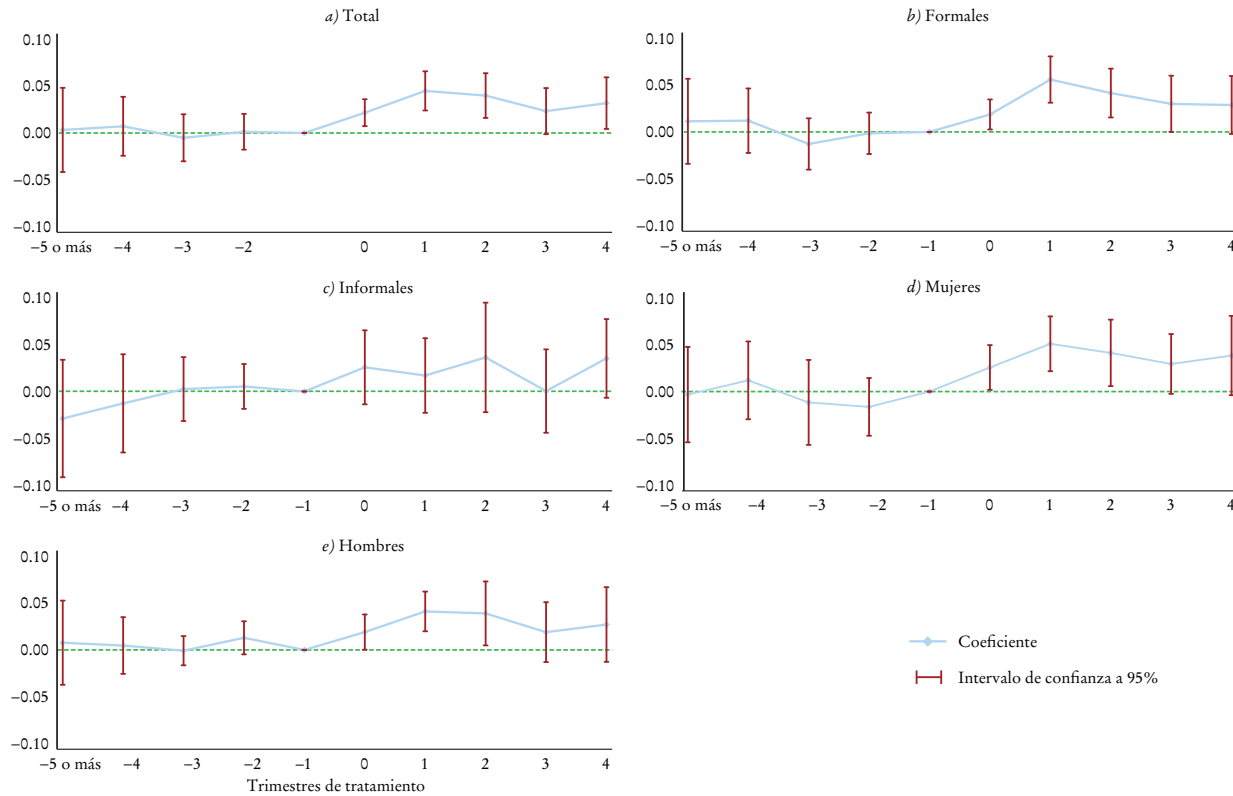 a) Total
0.10
0.05
0.00
−0.05
−0.10
−5 o más −4 −3 −2 −1 0 1 2 3 4
b) Formales
0.10
0.05
0.00
−0.05
−0.10
−5 o más −4 −3 −2 −1 0 1 2 3 4
c) Informales
0.10
0.05
0.00
−0.05
−0.10
−5 o más −4 −3 −2 −1 0 1 2 3 4
d) Mujeres
0.10
0.05
0.00
−0.05
−0.10
−5 o más −4 −3 −2 −1 0 1 2 3 4
e) Hombres
0.10
0.05
0.00
−0.05
−0.10
−5 o más −4 −3 −2 −1 0 1 2 3 4
Trimestres de tratamiento
Coeficiente
Intervalo de confianza a 95%